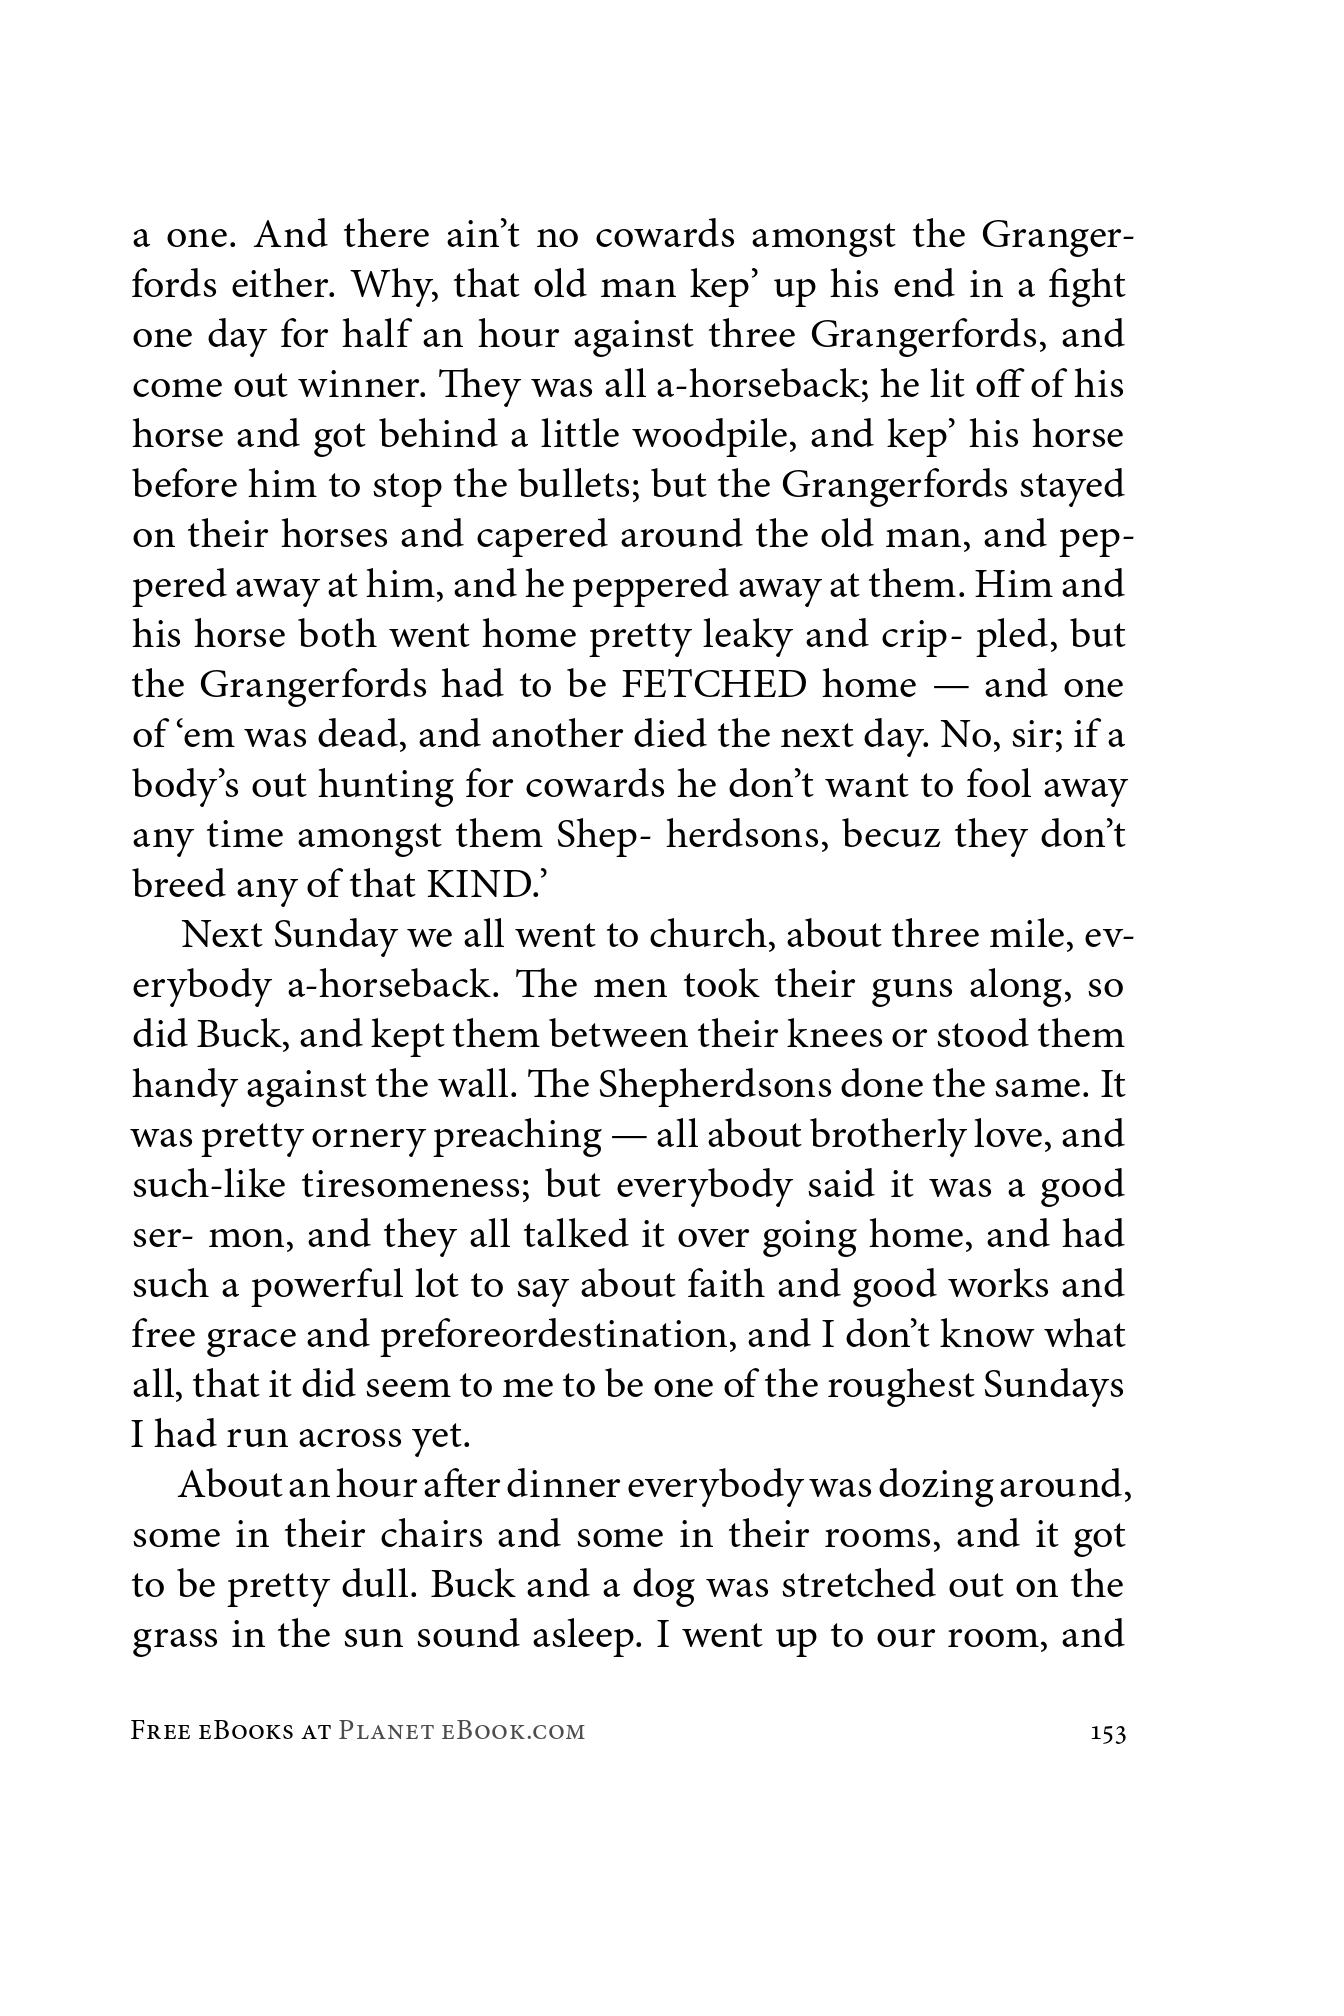 a one. And there ain’t no cowards amongst the Granger-
fords either. Why, that old man kep’ up his end in a fight
one day for half an hour against three Grangerfords, and
come out winner. They was all a-horseback; he lit off of his
horse and got behind a little woodpile, and kep’ his horse
before him to stop the bullets; but the Grangerfords stayed
on their horses and capered around the old man, and pep-
pered away at him, and he peppered away at them. Him and
his horse both went home pretty leaky and crip- pled, but
the Grangerfords had to be FETCHED home — and one
of ‘em was dead, and another died the next day. No, sir; if a
body’s out hunting for cowards he don’t want to fool away
any time amongst them Shep- herdsons, becuz they don’t
breed any of that KIND.’
Next Sunday we all went to church, about three mile, ev-
erybody a-horseback. The men took their guns along, so
did Buck, and kept them between their knees or stood them
handy against the wall. The Shepherdsons done the same. It
was pretty ornery preaching — all about brotherly love, and
such-like tiresomeness; but everybody said it was a good
ser- mon, and they all talked it over going home, and had
such a powerful lot to say about faith and good works and
free grace and preforeordestination, and I don’t know what
all, that it did seem to me to be one of the roughest Sundays
I had run across yet.
About an hour after dinner everybody was dozing around,
some in their chairs and some in their rooms, and it got
to be pretty dull. Buck and a dog was stretched out on the
grass in the sun sound asleep. I went up to our room, and
Free eBooks at Planet eBook.com 153